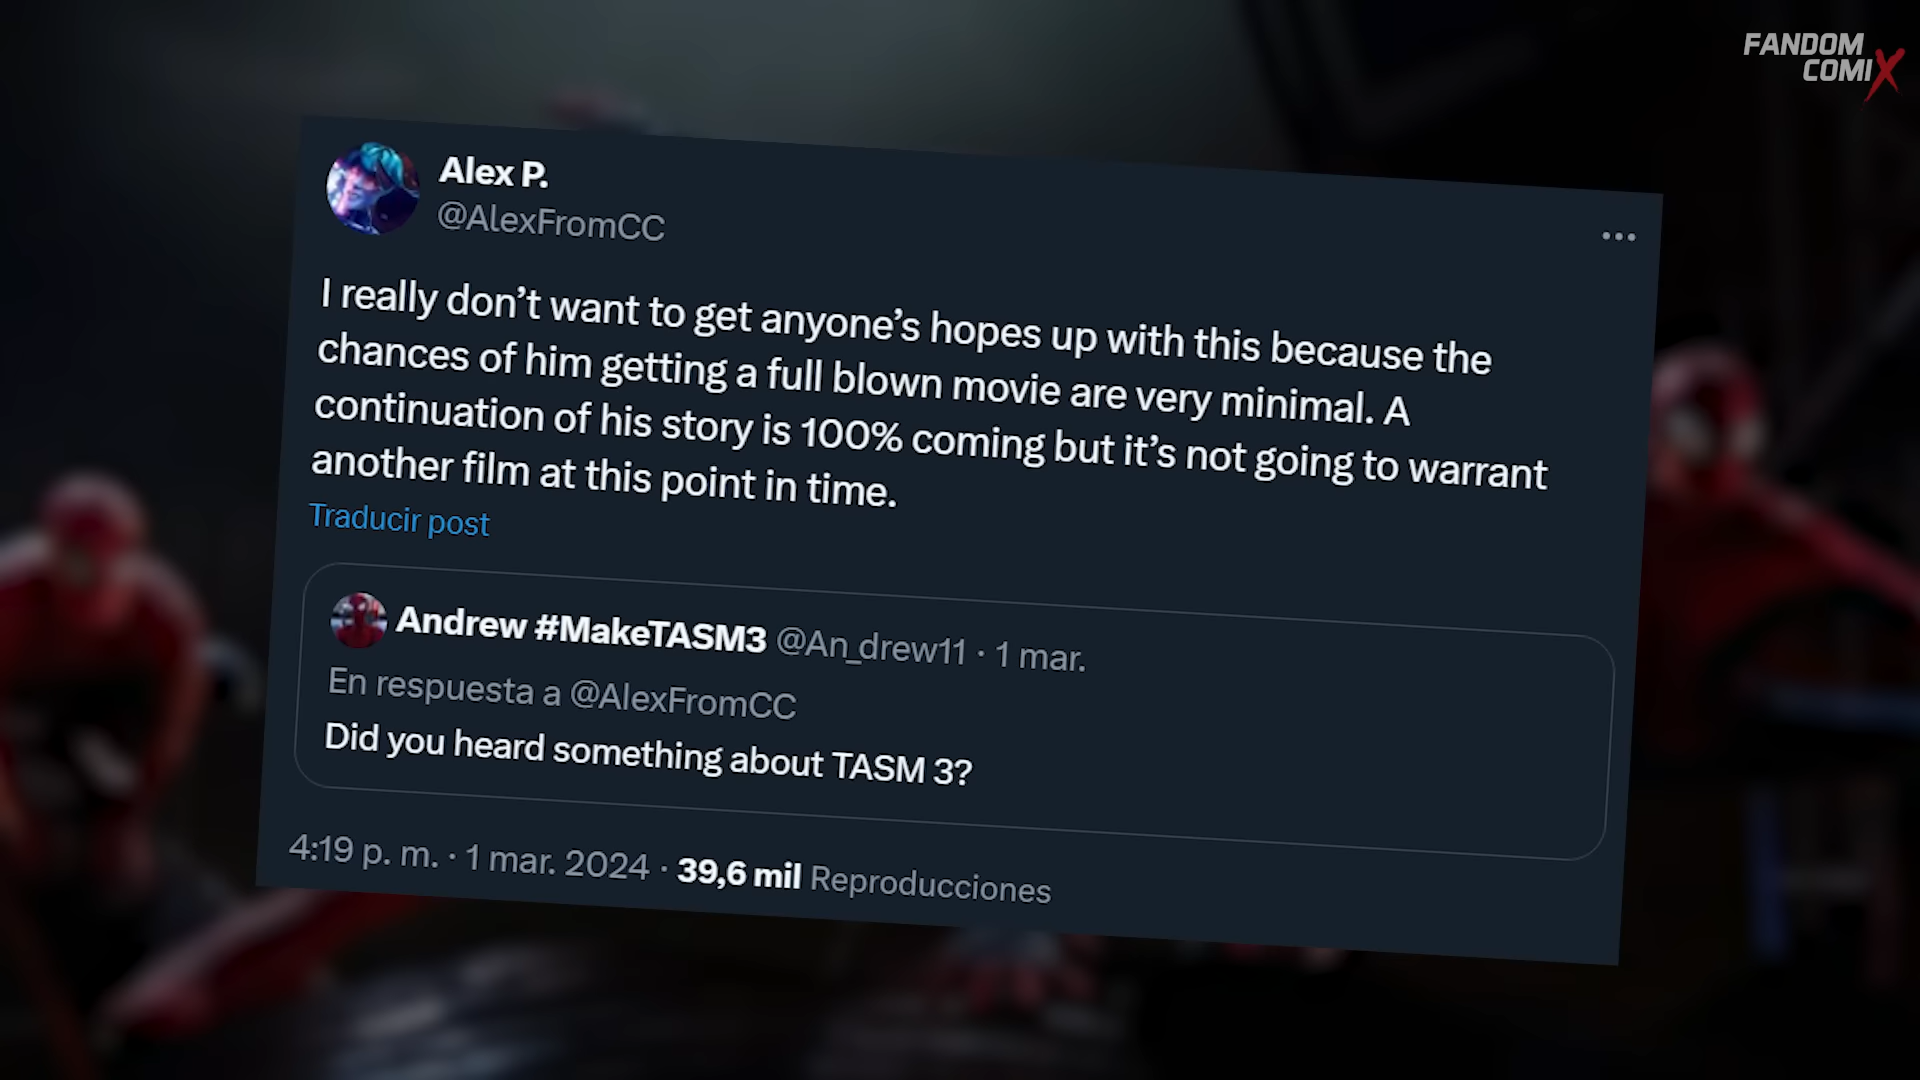 FANDOM
COMIX
Alex P.
@AlexFromCC
I really don’t want to get anyone’s hopes up with this because the
chances of him getting a full blown movie are very minimal. A
continuation of his story is 100% coming but it’s not going to warrant
another film at this point in time.
Traducir post
Andrew #MakeTASM3 @An_drew11 · 1 mar.
En respuesta a @AlexFromCC
Did you heard something about TASM 3?
4:19 p. m. · 1 mar. 2024 · 39,6 mil Reproducciones